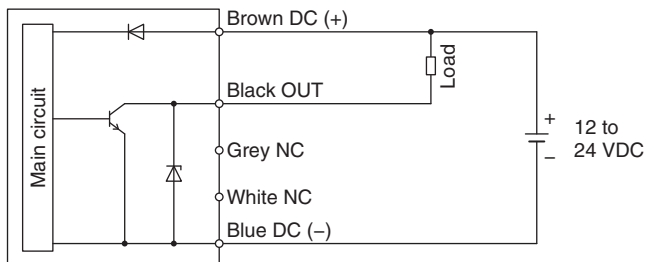 Brown DC (+)
Main circuit
Black OUT
Load
Grey NC
White NC
Blue DC (−)
+
−
12 to
24 VDC